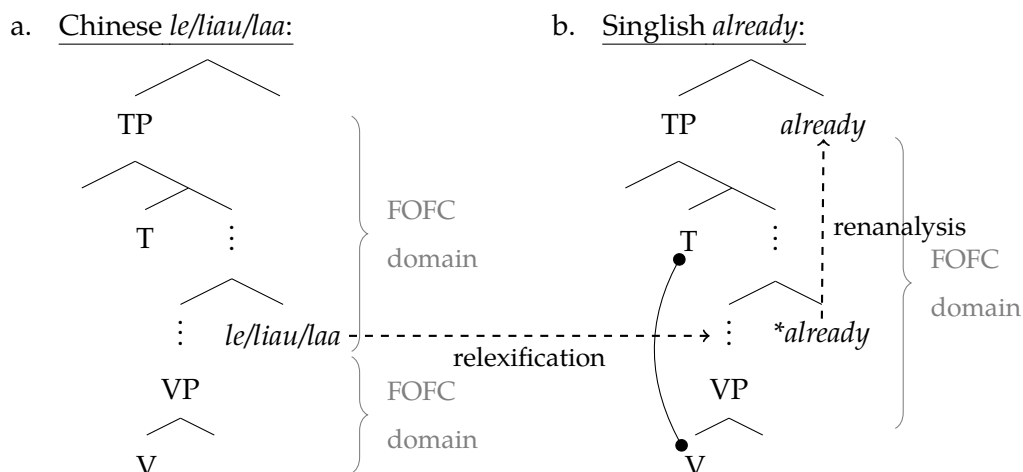 a. Chinese le/liau/laa:
b. Singlish already:
TP
FOFC
domain
T
⋮
⋮
le/liau/laa
relexification
VP
FOFC
domain
V
TP
already
renanalysis
FOFC
domain
T
⋮
⋮
*already
VP
V